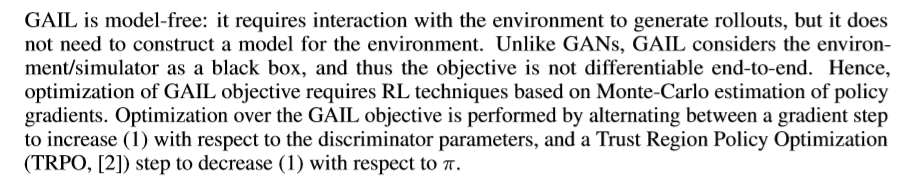 GAIL is model-free: it requires interaction with the environment to generate rollouts, but it does
not need to construct a model for the environment. Unlike GANs, GAIL considers the environ-
ment/simulator as a black box, and thus the objective is not differentiable end-to-end. Hence,
optimization of GAIL objective requires RL techniques based on Monte-Carlo estimation of policy
gradients. Optimization over the GAIL objective is performed by alternating between a gradient step
to increase (1) with respect to the discriminator parameters, and a Trust Region Policy Optimization
(TRPO, [2]) step to decrease (1) with respect to π.